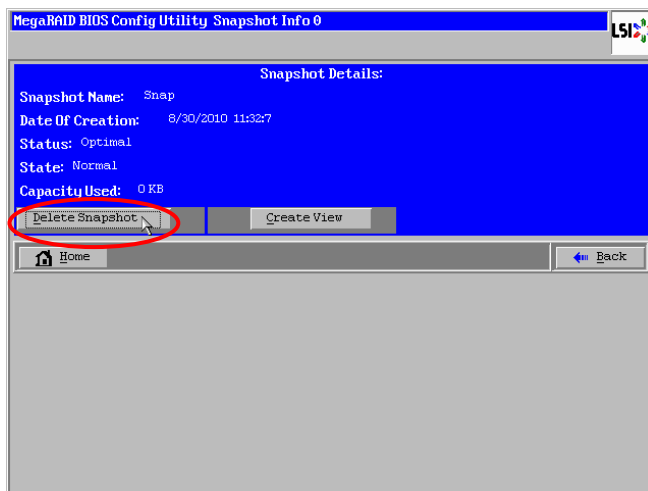 MegaRAID BIOS Config Utility Snapshot Info 0
LSI
Snapshot Details:
Snapshot Name: Snap
Date Of Creation: 8/30/2010 11:32:7
Status: Optimal
State: Normal
Capacity Used: 0 KB
Delete Snapshot Create View
Home Back